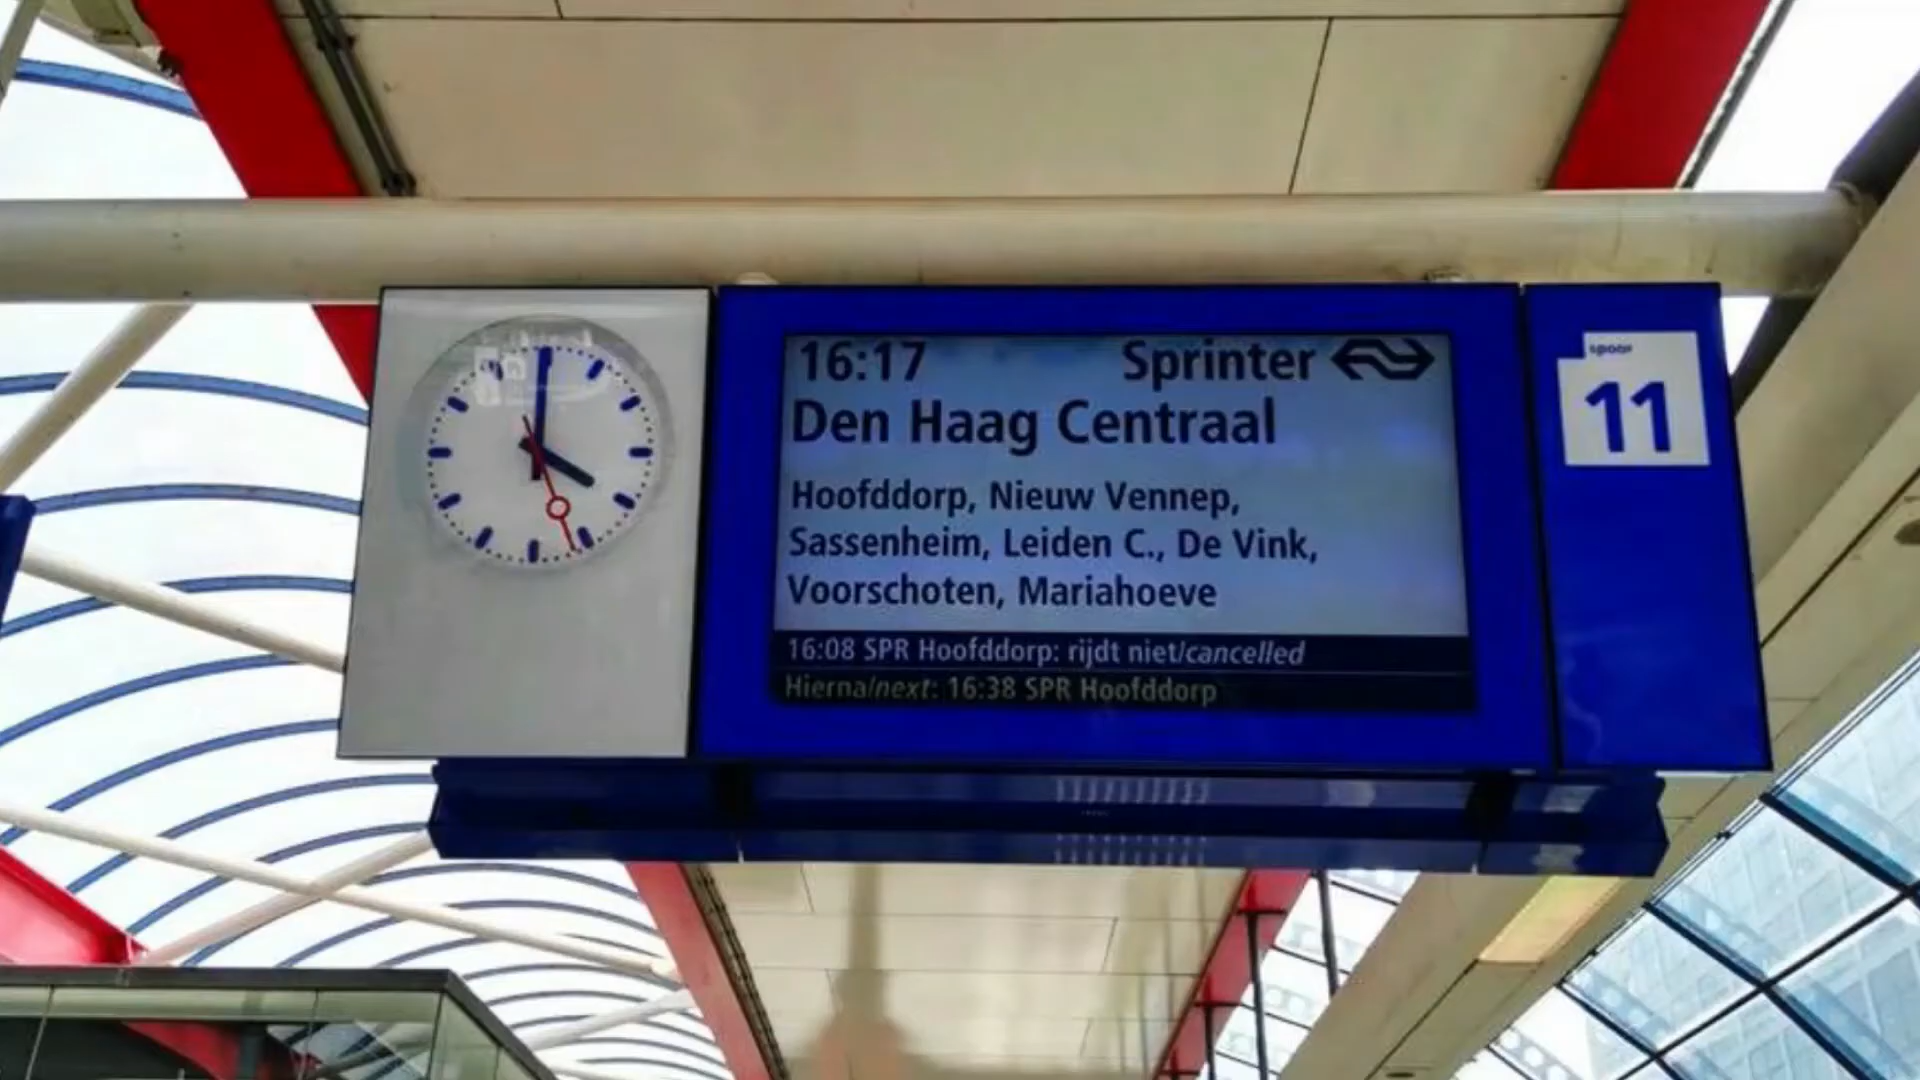 16:17 Sprinter
Den Haag Centraal
Hoofddorp, Nieuw Vennep,
Sassenheim, Leiden C., De Vink,
Voorschoten, Mariahoeve
16:08 SPR Hoofddorp: rijdt niet/cancelled
Hierna/next: 16:38 SPR Hoofddorp
spoor
11